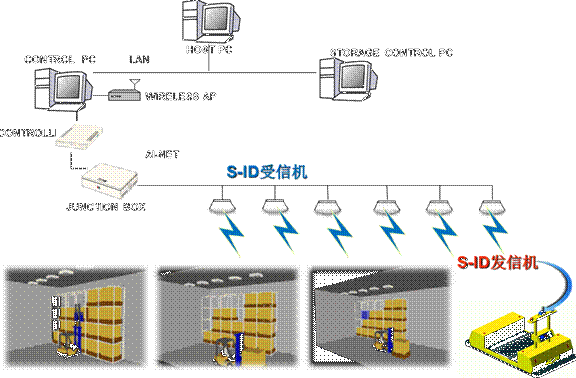 HOST PC
CONTROL PC
LAN
STORAGE CONTROL PC
WIRELESS AP
CONTROLLI
AI-NET
JUNCTION BOX
S-ID受信机
S-ID发信机